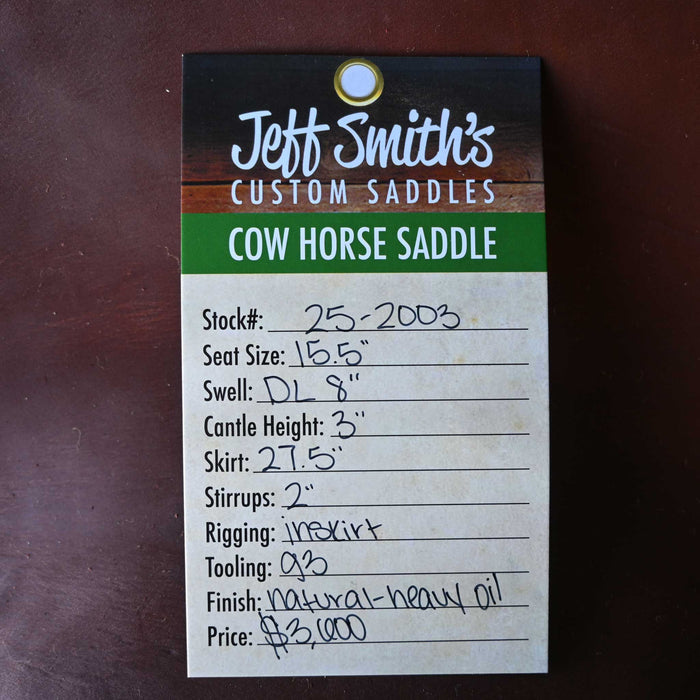 Jeff Smith's
CUSTOM SADDLES
COW HORSE SADDLE
Stock#: 25-2003
Seat Size: 15.5"
Swell: DL 8"
Cantle Height: 3"
Skirt: 27.5"
Stirrups: 2"
Rigging: inskirt
Tooling: g3
Finish: natural-heavy oil
Price: $3,600